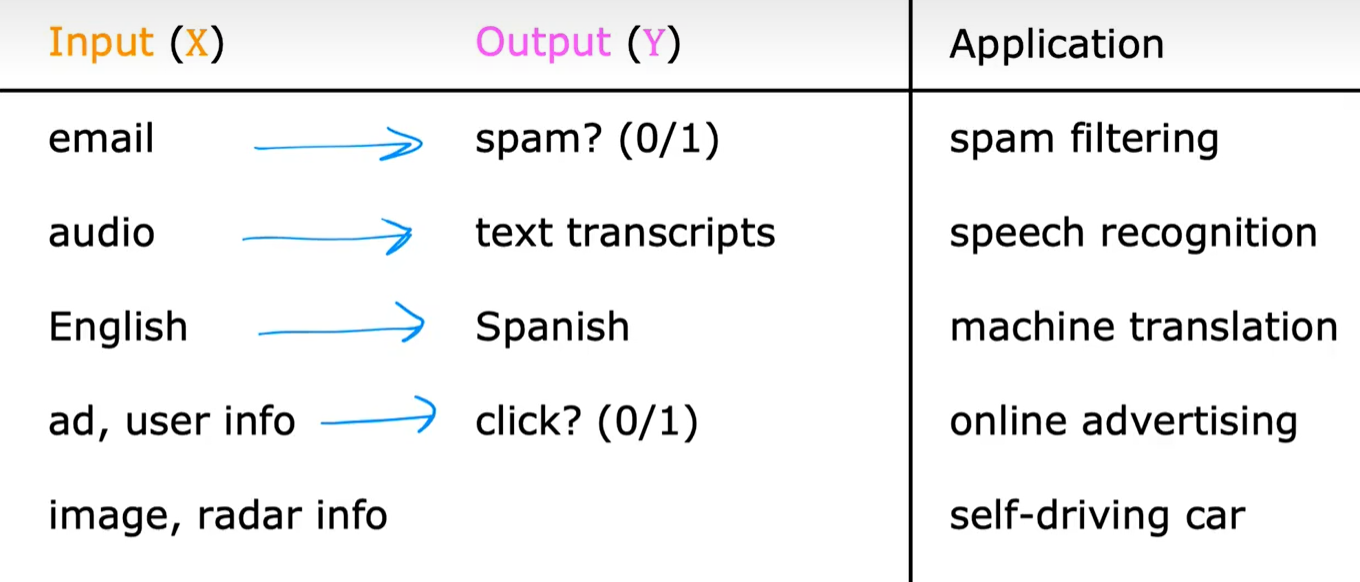 Input (X) Output (Y) Application
email spam? (0/1) spam filtering
audio text transcripts speech recognition
English Spanish machine translation
ad, user info click? (0/1) online advertising
image, radar info self-driving car